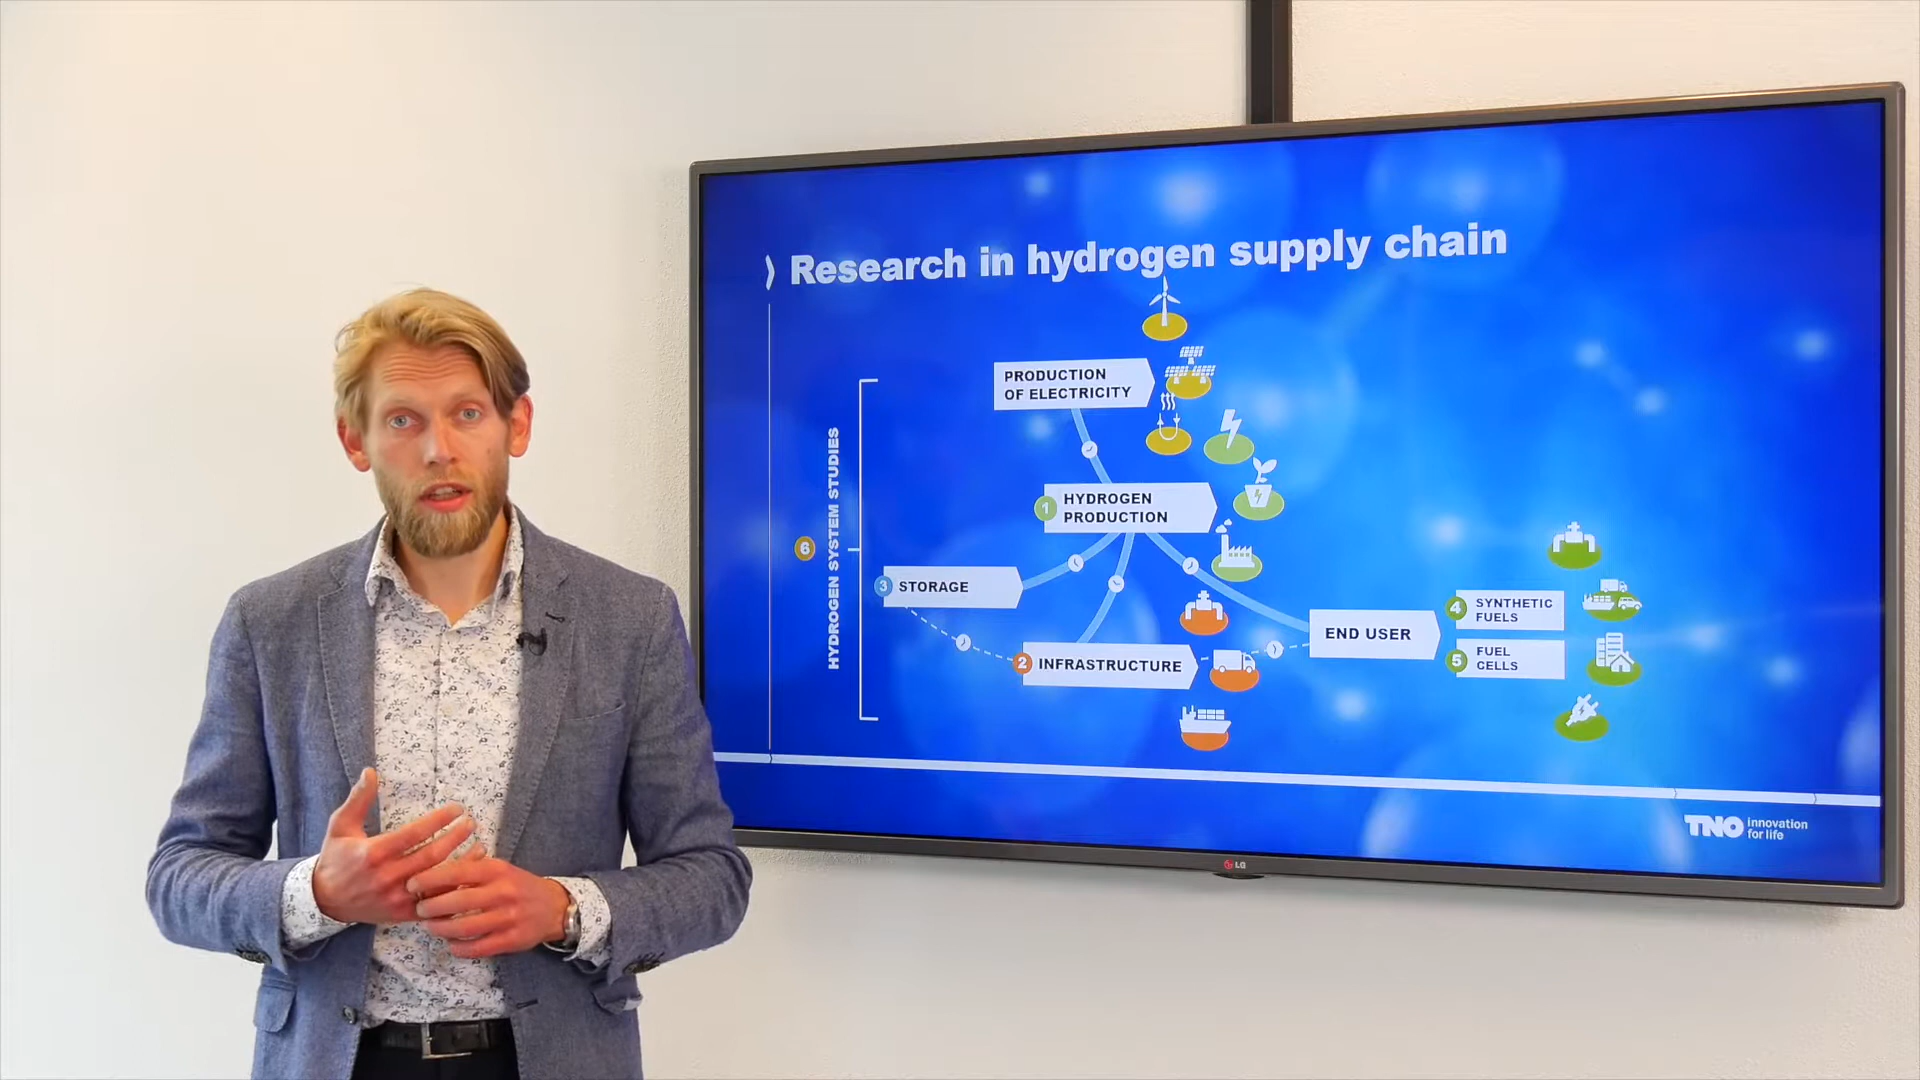 Research in hydrogen supply chain
PRODUCTION
OF ELECTRICITY
1
HYDROGEN
PRODUCTION
6
HYDROGEN SYSTEM STUDIES
3
STORAGE
2
INFRASTRUCTURE
END USER
4
SYNTHETIC
FUELS
5
FUEL
CELLS
TNO innovation
for life
LG